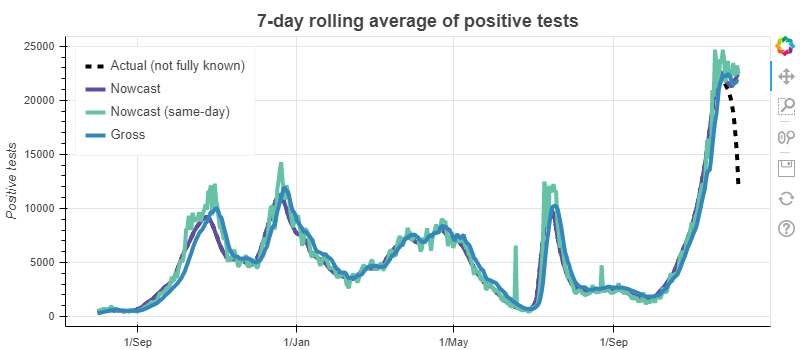 7-day rolling average of positive tests
Actual (not fully known)
Nowcast
Nowcast (same-day)
Gross
Positive tests
25000
20000
15000
10000
5000
0
1/Sep
1/Jan
1/May
1/Sep